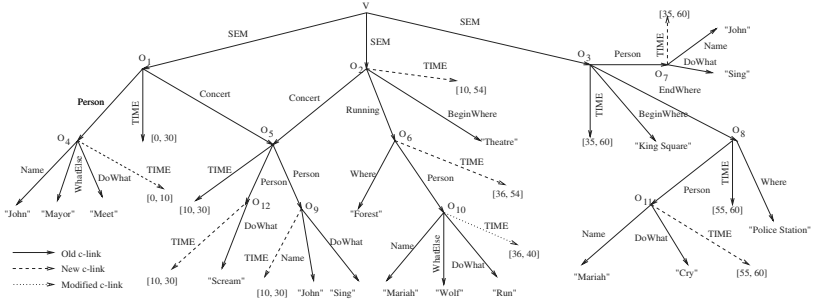 V
[35, 60]
SEM
SEM
SEM
TIME
"John"
Name
O1
O2
TIME
O3
Person
O7
DoWhat
"Sing"
[10, 54]
EndWhere
Person
TIME
Concert
Concert
Running
BeginWhere
TIME
BeginWhere
[0, 30]
O4
O5
O6
"Theatre"
[35, 60]
"King Square"
O8
Name
WhatElse
DoWhat
TIME
TIME
Person
Person
Where
Person
TIME
Person
TIME
Where
"John"
"Mayor"
"Meet"
[0, 10]
[10, 30]
O12
O9
"Forest"
O10
[36, 54]
O11
[55, 60]
"Police Station"
TIME
DoWhat
TIME
Name
DoWhat
Name
WhatElse
DoWhat
TIME
[36, 40]
Name
DoWhat
TIME
Old c-link
New c-link
Modified c-link
[10, 30]
"Scream"
[10, 30]
"John"
"Sing"
"Mariah"
"Wolf"
"Run"
"Mariah"
"Cry"
[55, 60]